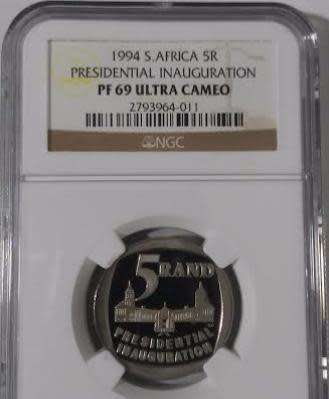 1994 S.AFRICA 5R
PRESIDENTIAL INAUGURATION
PF 69 ULTRA CAMEO
2793964-011
NGC
5 RAND
PRESIDENTIAL
INAUGURATION